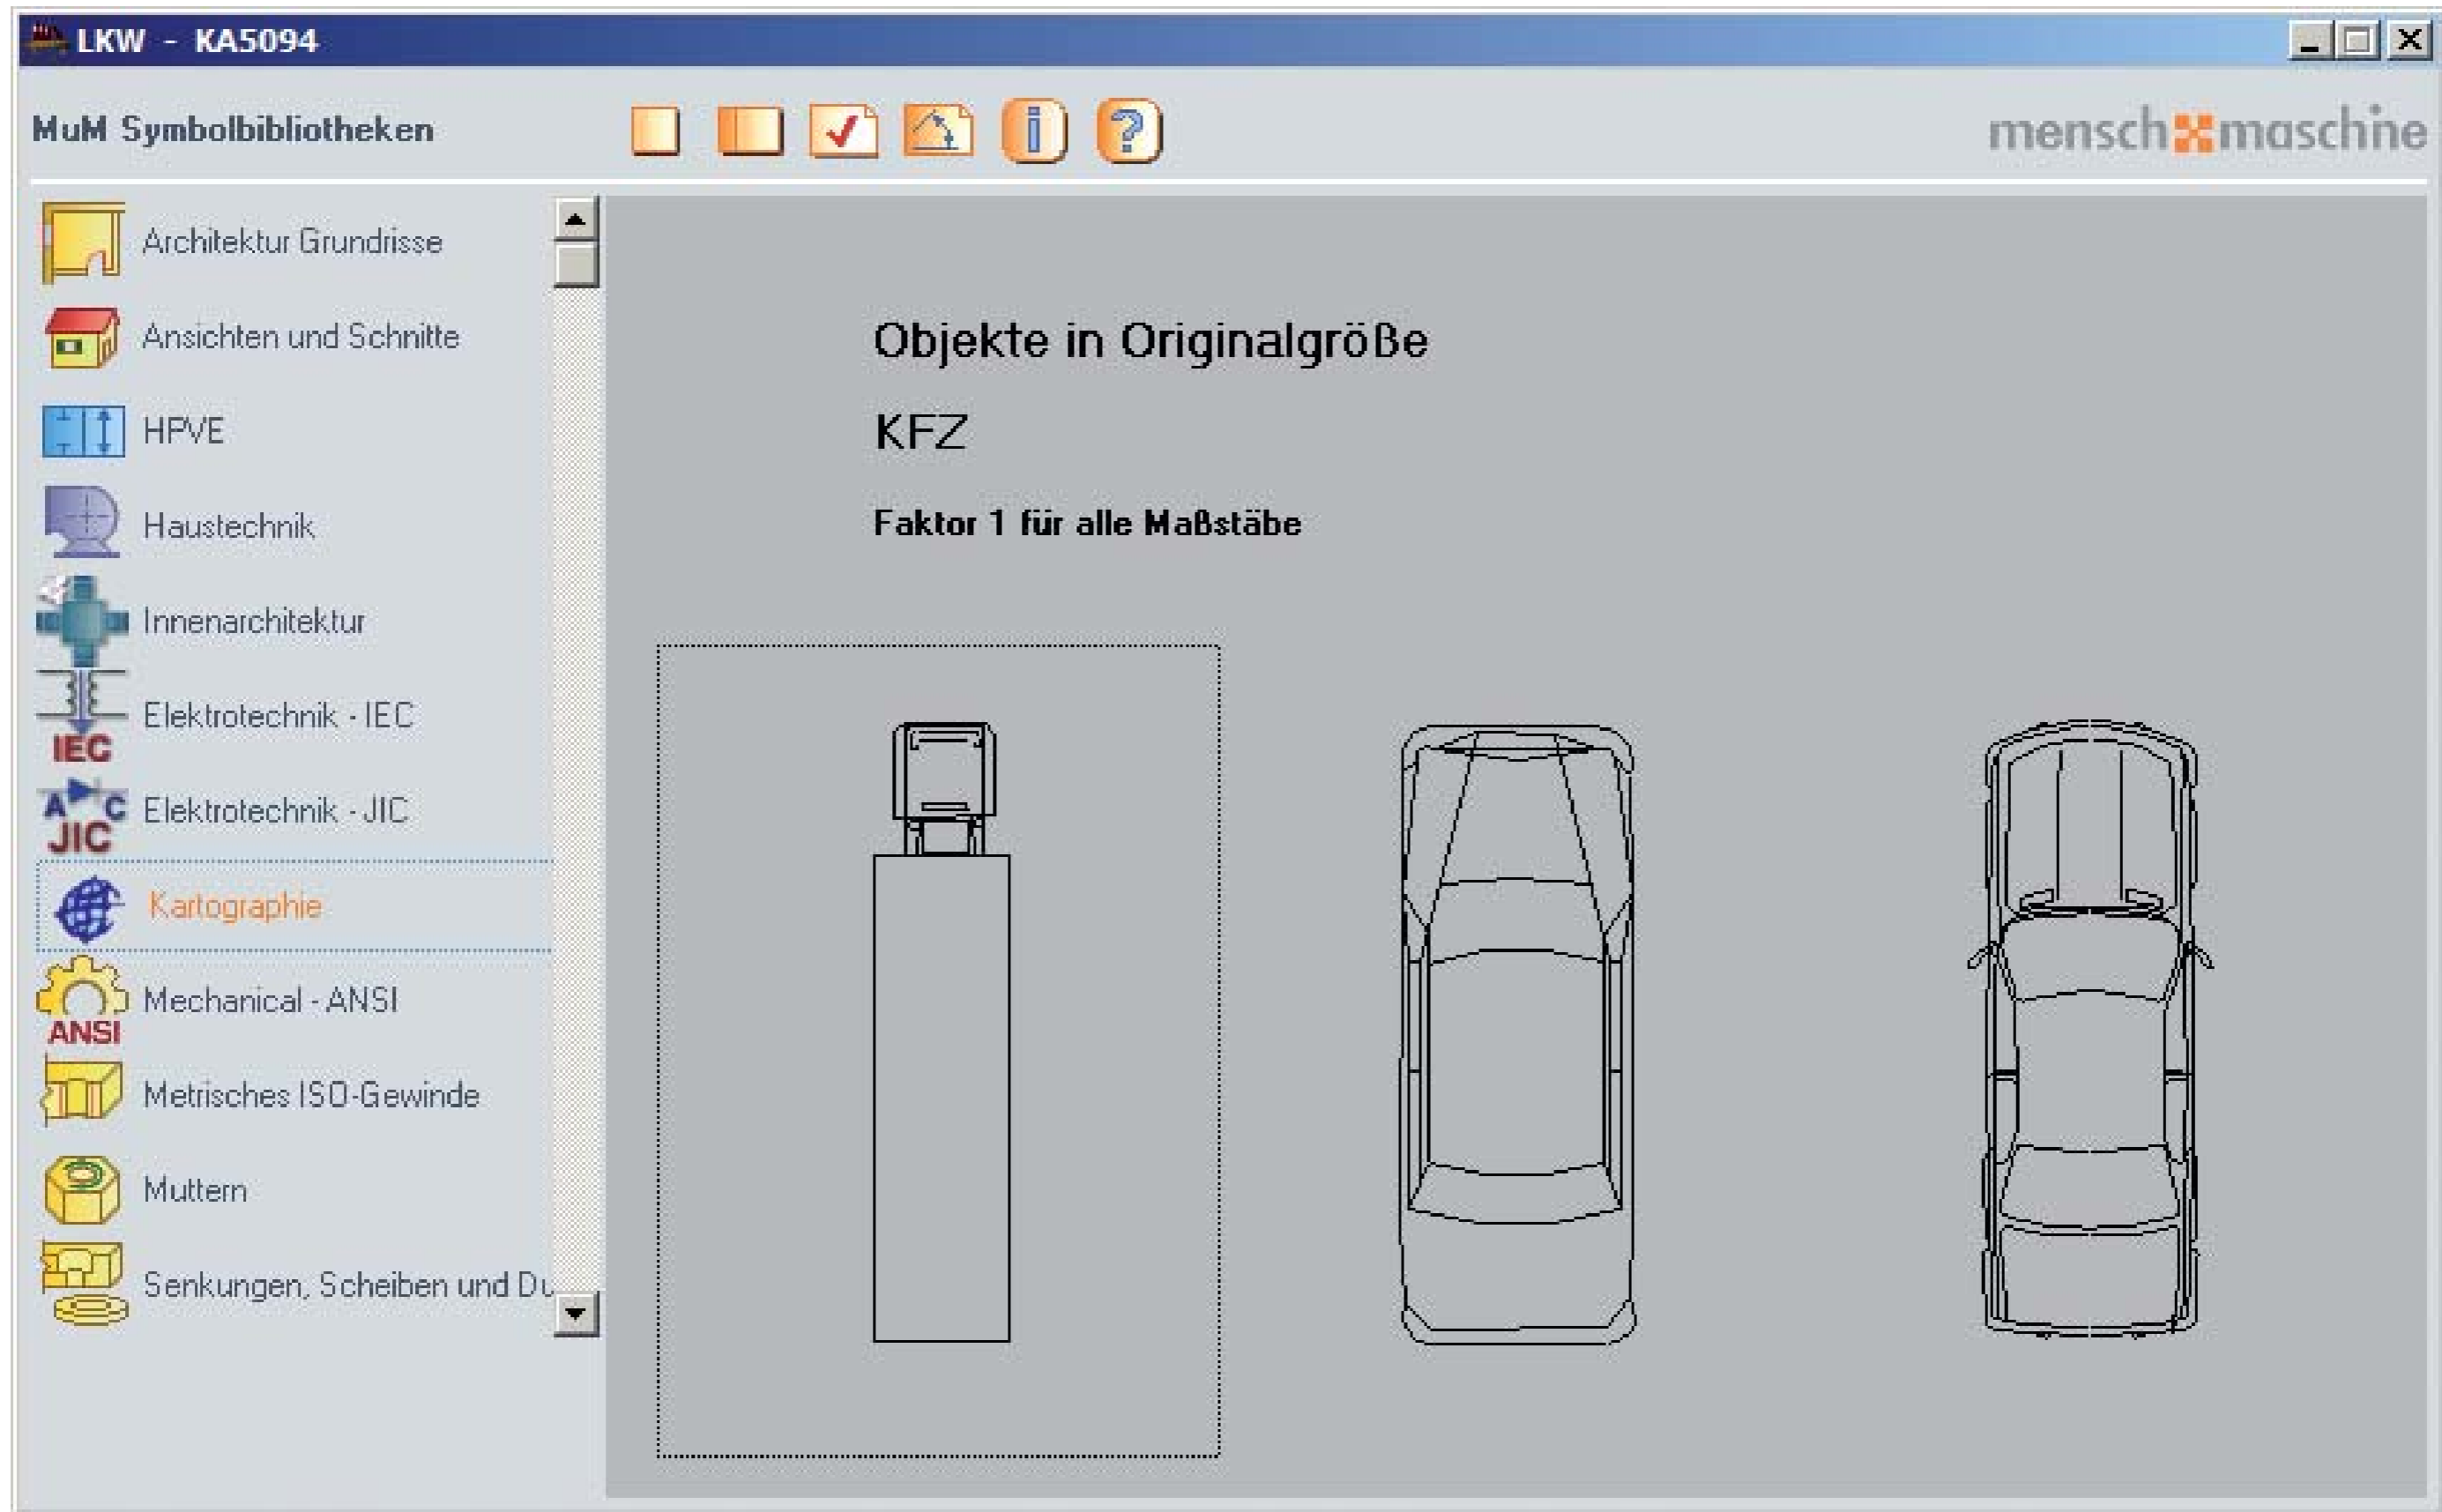 LKW - KA5094
MuM Symbolbibliotheken
mensch maschine
Architektur Grundrisse
Ansichten und Schnitte
HPVE
Haustechnik
Innenarchitektur
IEC
Elektrotechnik - IEC
A C
JIC
Elektrotechnik - JIC
Kartographie
ANSI
Mechanical - ANSI
Metrisches ISO-Gewinde
Muttern
Senkungen, Scheiben und Du
Objekte in Originalgröße
KFZ
Faktor 1 für alle Maßstäbe